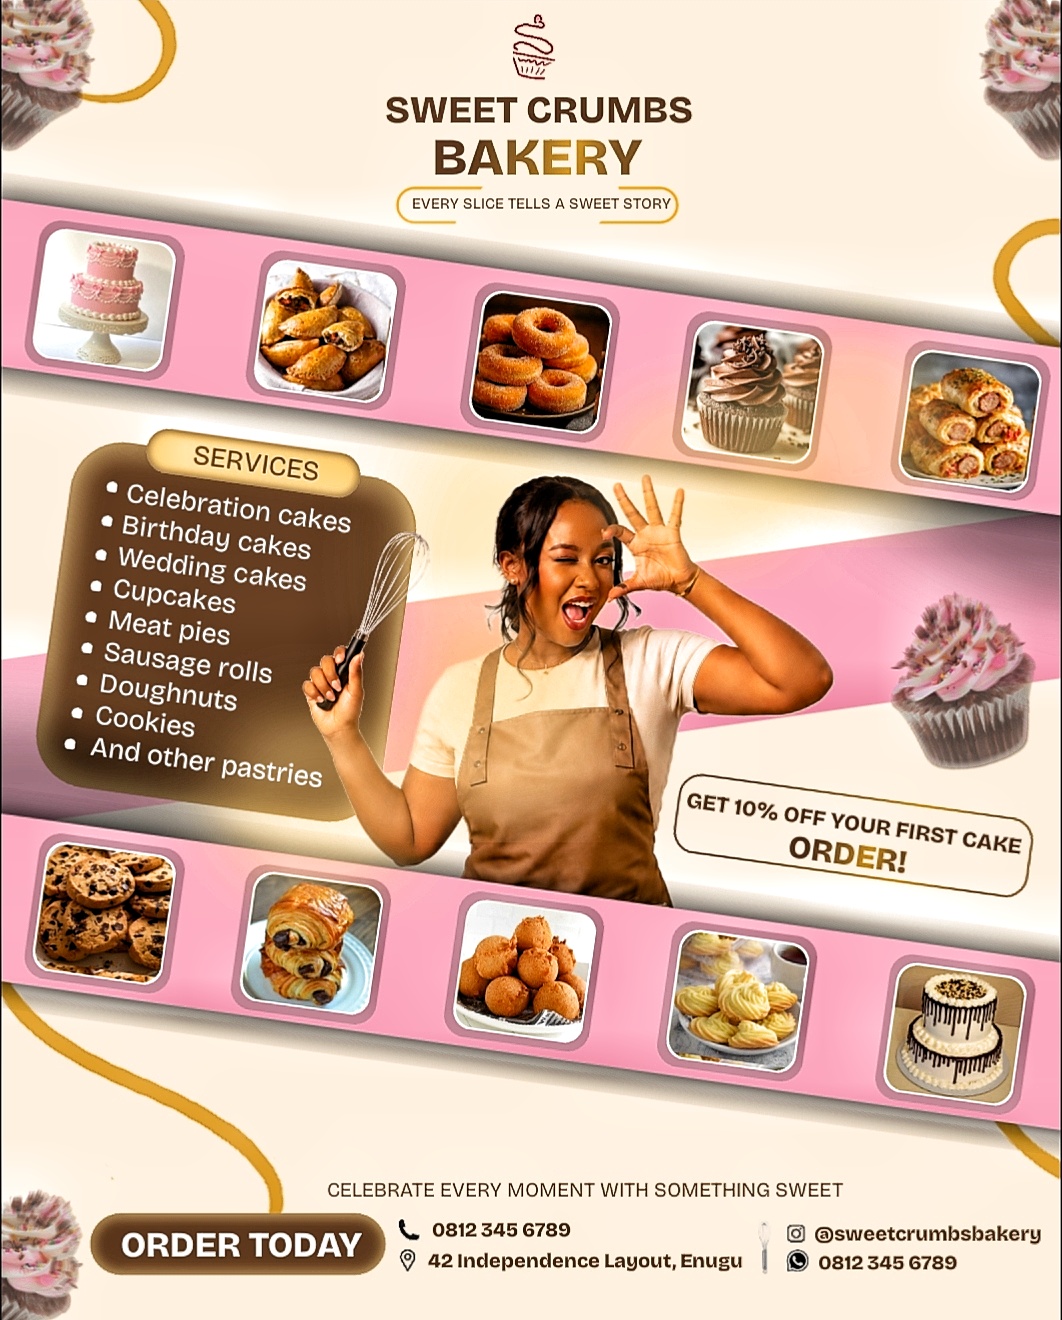 SWEET CRUMBS
BAKERY
EVERY SLICE TELLS A SWEET STORY
SERVICES
• Celebration cakes
• Birthday cakes
• Wedding cakes
• Cupcakes
• Meat pies
• Sausage rolls
• Doughnuts
• Cookies
• And other pastries
GET 10% OFF YOUR FIRST CAKE
ORDER!
CELEBRATE EVERY MOMENT WITH SOMETHING SWEET
ORDER TODAY
0812 345 6789
42 Independence Layout, Enugu
@sweetcrumbsbakery
0812 345 6789